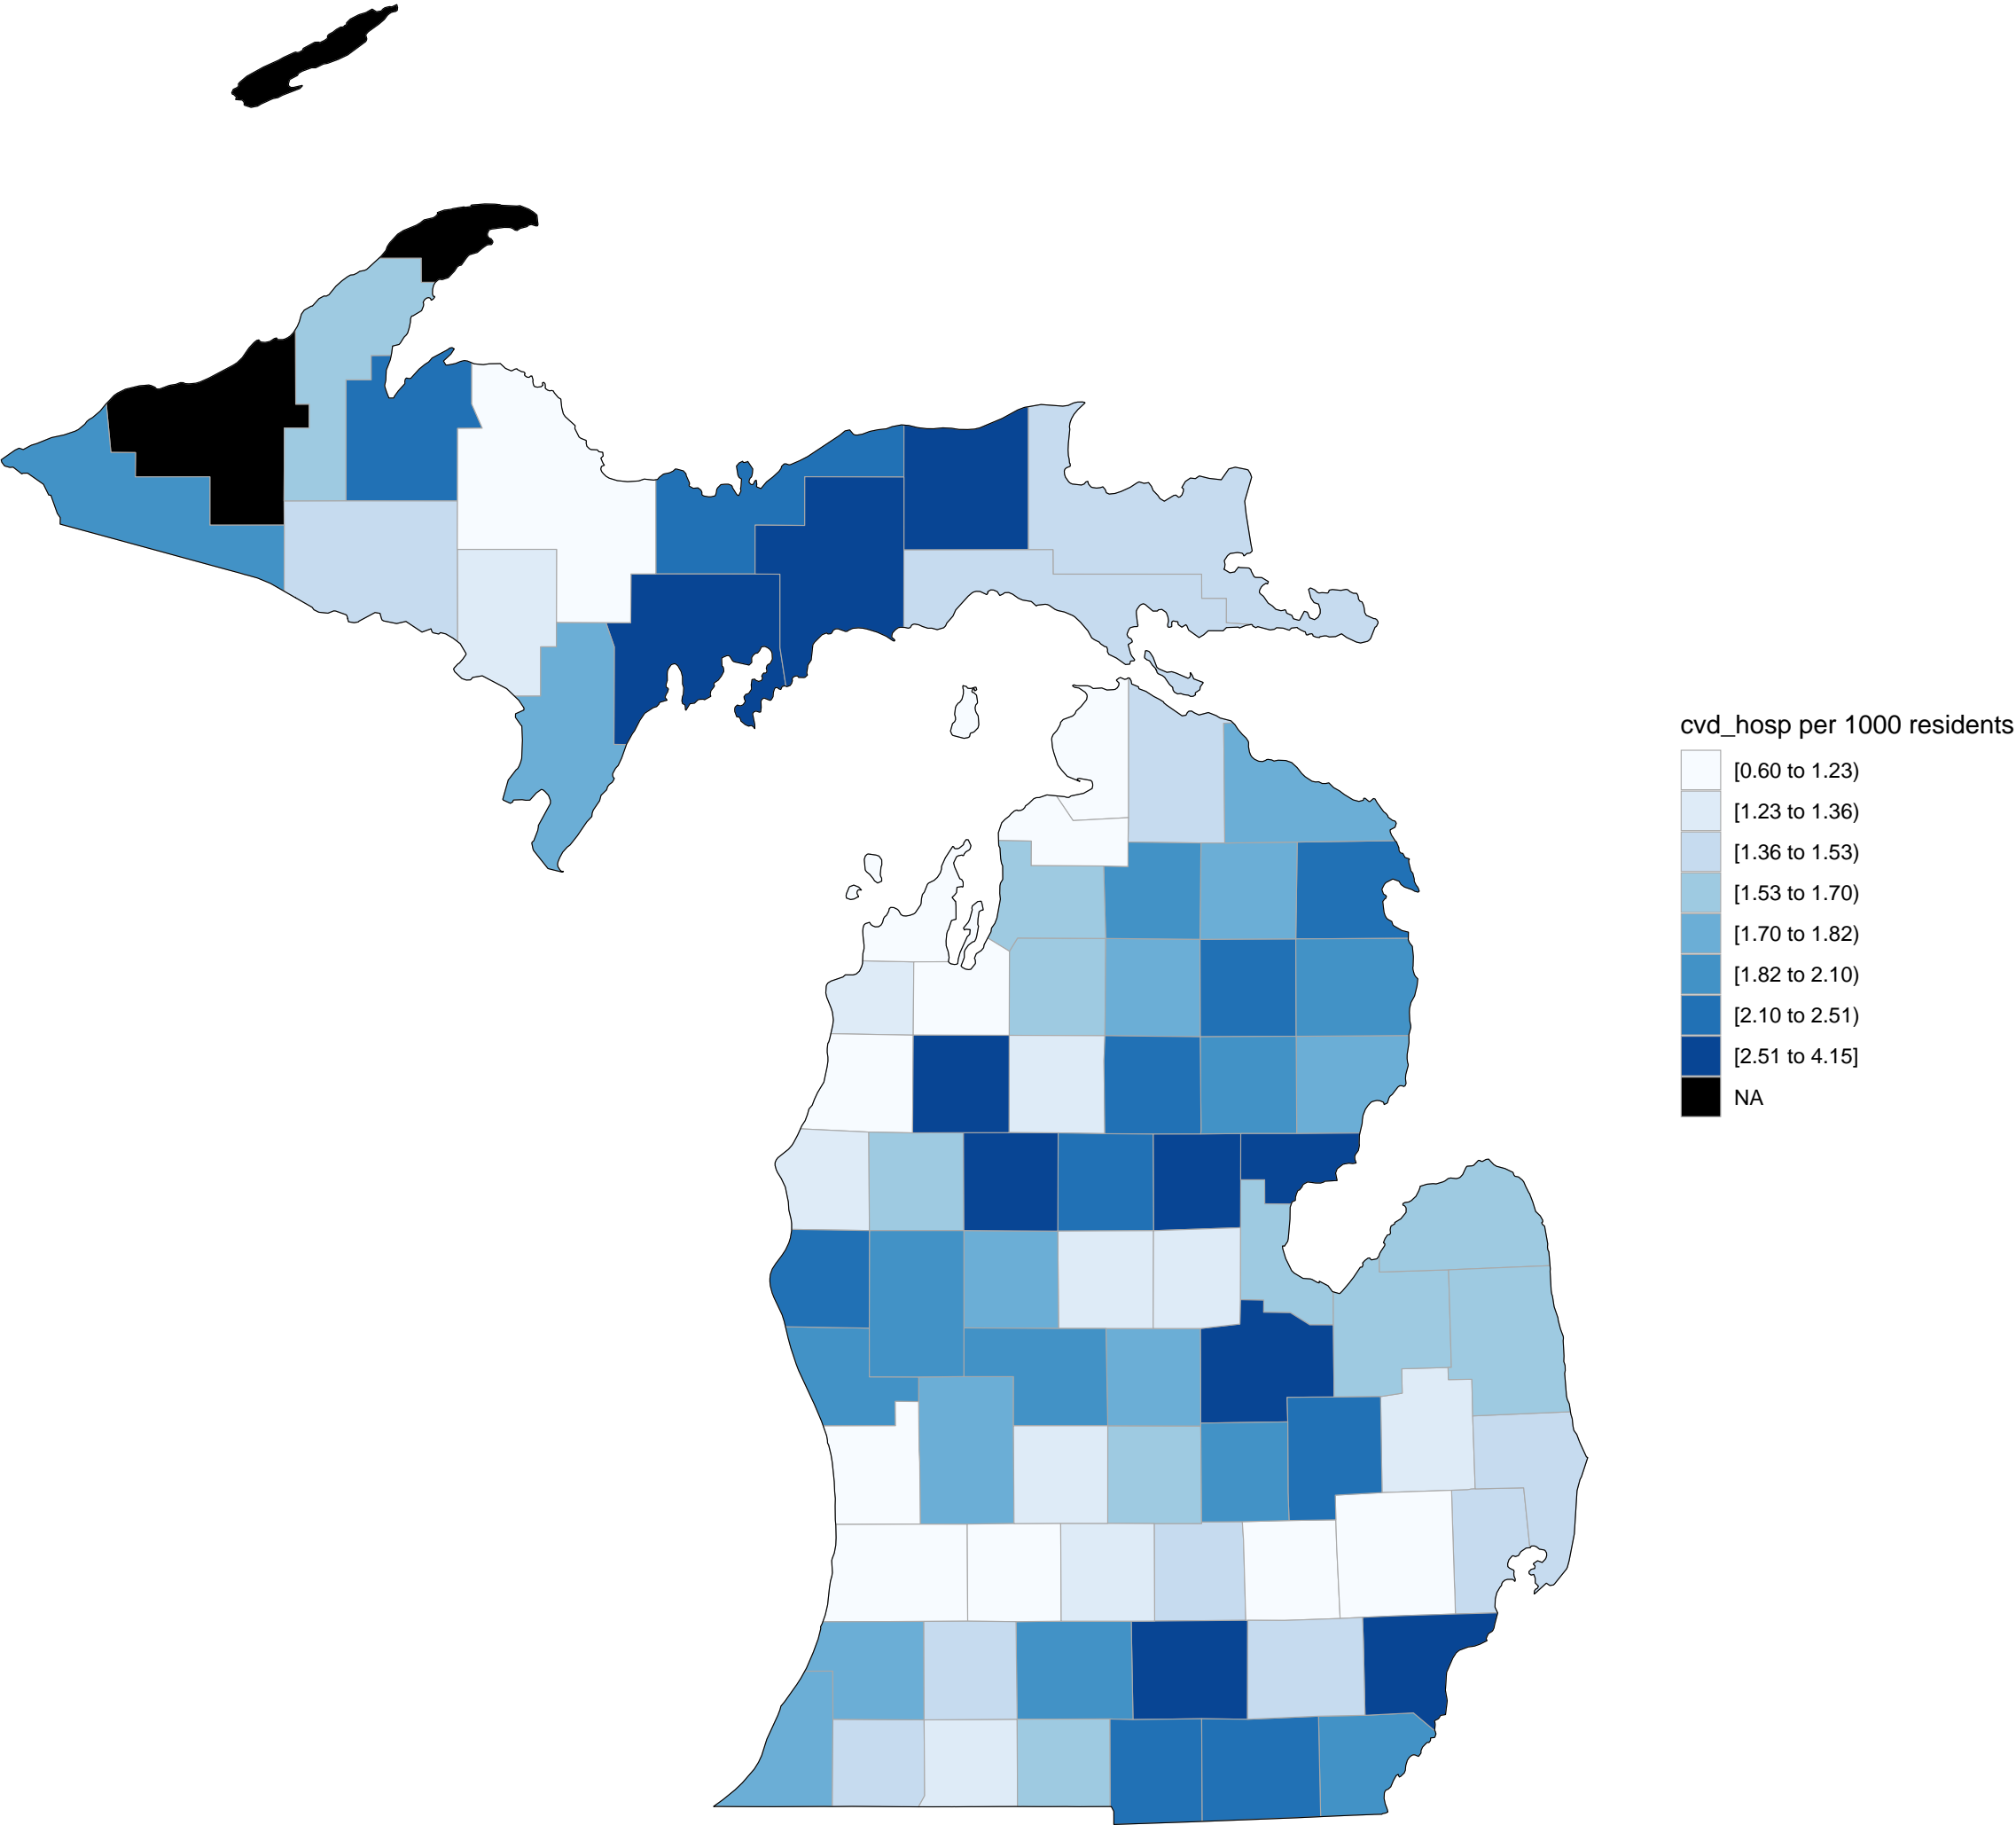 cvd_hosp per 1000 residents
[0.60 to 1.23)
[1.23 to 1.36)
[1.36 to 1.53)
[1.53 to 1.70)
[1.70 to 1.82)
[1.82 to 2.10)
[2.10 to 2.51)
[2.51 to 4.15]
NA